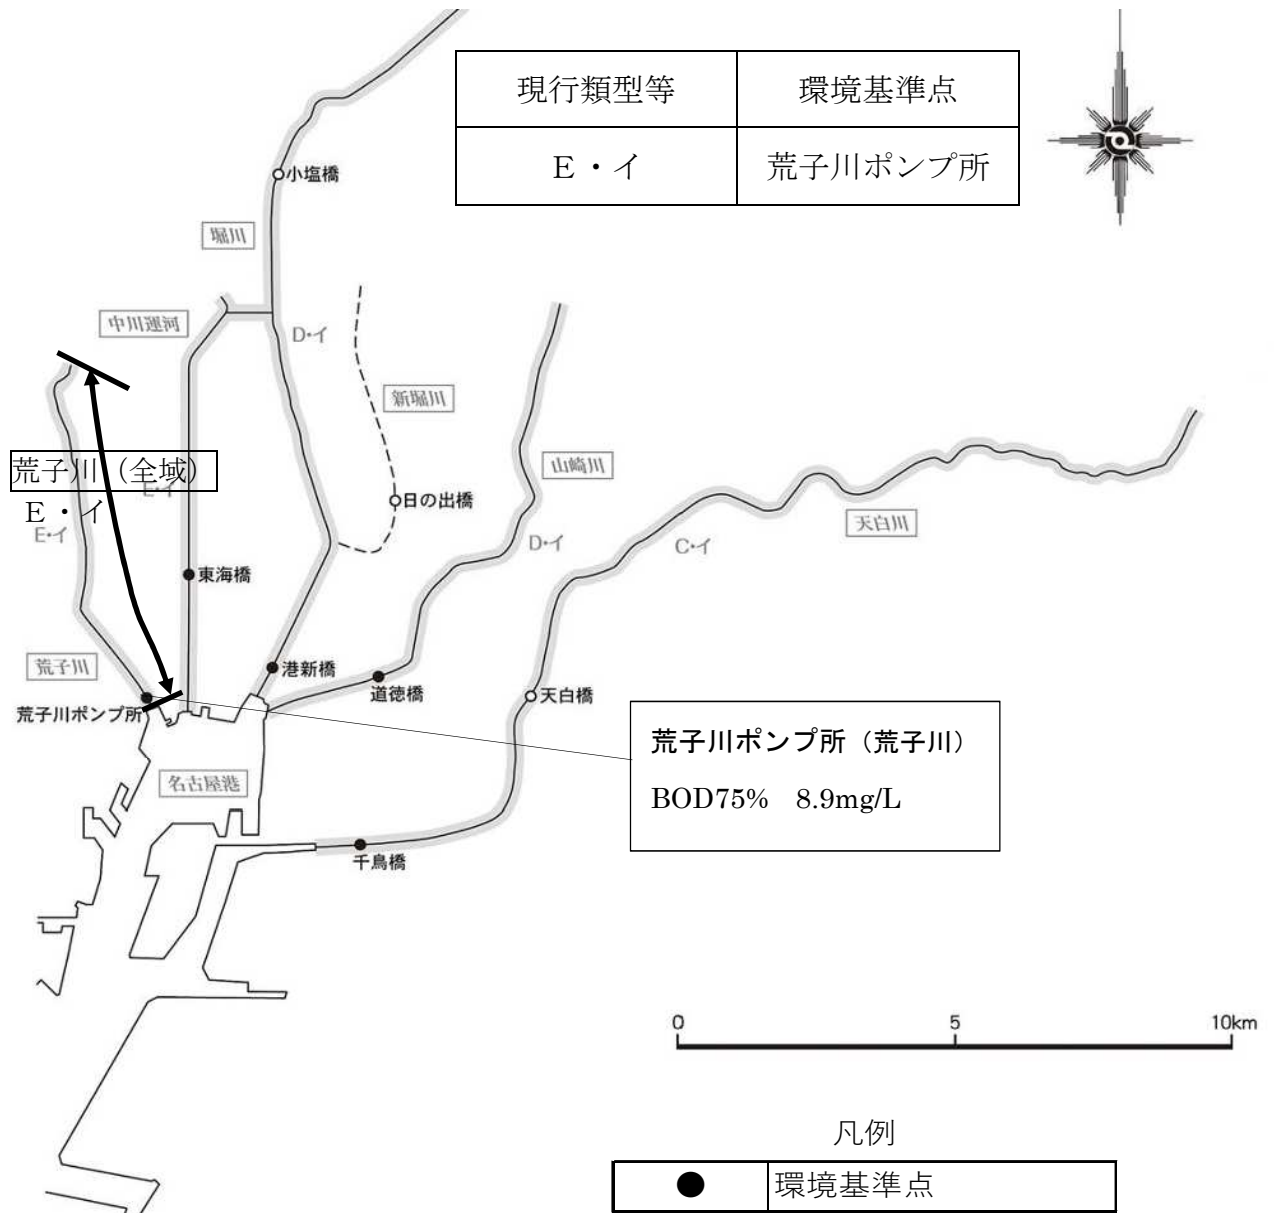 現行類型等 環境基準点
E・イ 荒子川ポンプ所
小塩橋
堀川
中川運河
D・イ
新堀川
荒子川（全域）
E・イ
E・イ
E・イ
日の出橋
山崎川
D・イ
C・イ
天白川
東海橋
荒子川
港新橋
道徳橋
天白橋
荒子川ポンプ所
荒子川ポンプ所（荒子川）
BOD75% 8.9mg/L
名古屋港
千鳥橋
0 5 10km
凡例
● 環境基準点